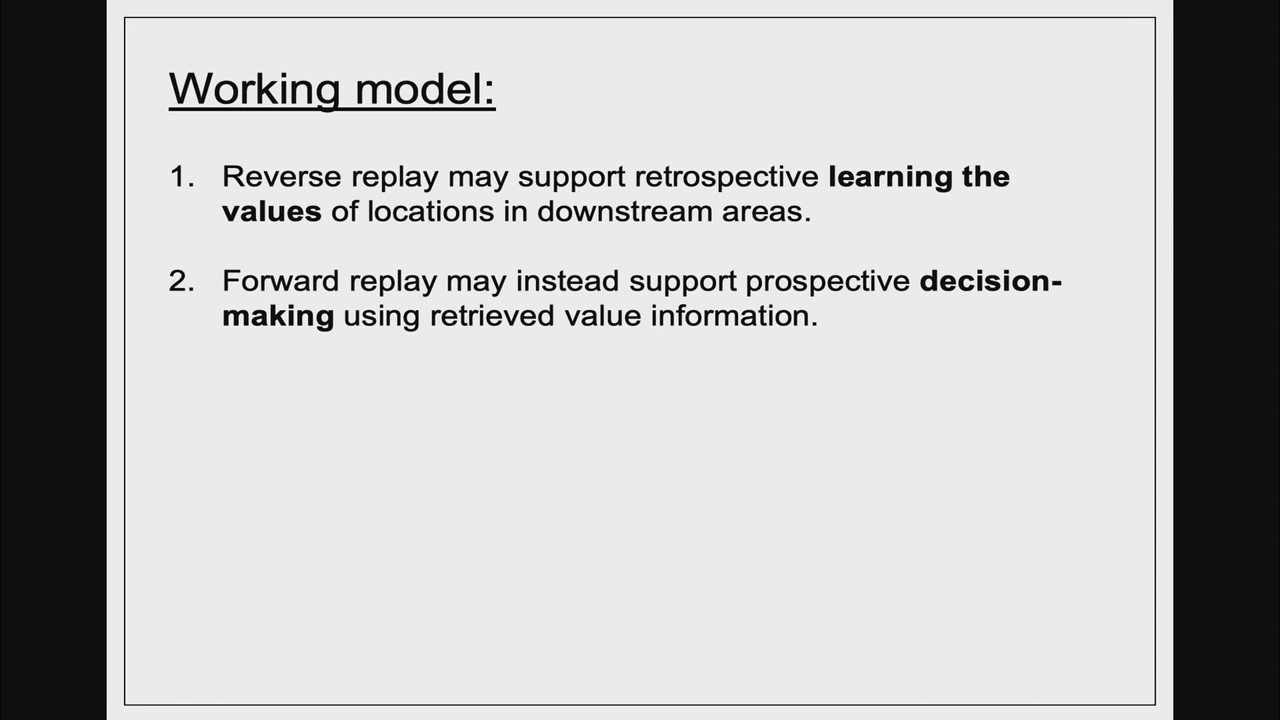 Working model:
1. Reverse replay may support retrospective learning the
values of locations in downstream areas.
2. Forward replay may instead support prospective decision-
making using retrieved value information.